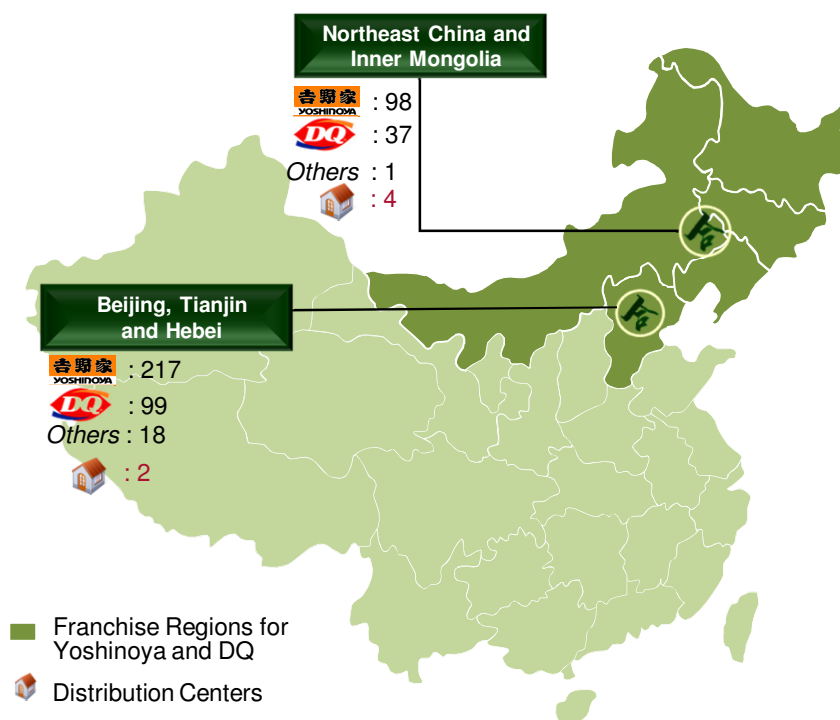 Northeast China and
Inner Mongolia
吉野家
YOSHINOYA : 98
DQ : 37
Others : 1
: 4
Beijing, Tianjin
and Hebei
吉野家
YOSHINOYA : 217
DQ : 99
Others : 18
: 2
Franchise Regions for
Yoshinoya and DQ
Distribution Centers